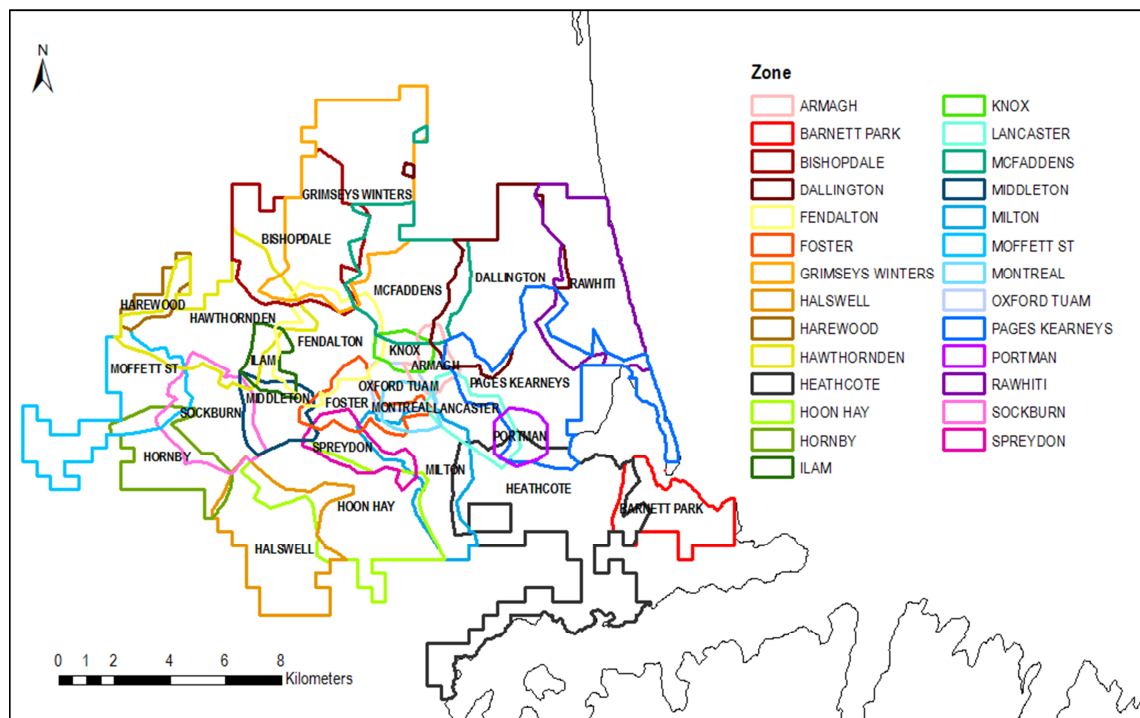 N
Zone
ARMAGH
BARNETT PARK
BISHOPDALE
DALLINGTON
FENDALTON
FOSTER
GRIMSEYS WINTERS
HALSWELL
HAREWOOD
HAWTHORNDEN
HEATHCOTE
HOON HAY
HORNBY
ILAM
KNOX
LANCASTER
MCFADDENS
MIDDLETON
MILTON
MOFFETT ST
MONTREAL
OXFORD TUAM
PAGES KEARNEYS
PORTMAN
RAWHITI
SOCKBURN
SPREYDON
GRIMSEYS WINTERS
BISHOPDALE
DALLINGTON
RAWHITI
MCFADDENS
HAREWOOD
HAWTHORNDEN
FENDALTON
KNOX
ILAM
ARMAGH
MOFFETT ST
PAGES KEARNEYS
OXFORD TUAM
MIDDLETON
FOSTER
MONTREAL
LANCASTER
SOCKBURN
PORTMAN
SPREYDON
HORNBY
MILTON
HEATHCOTE
HOON HAY
BARNETT PARK
HALSWELL
0 1 2 4 6 8
Kilometers